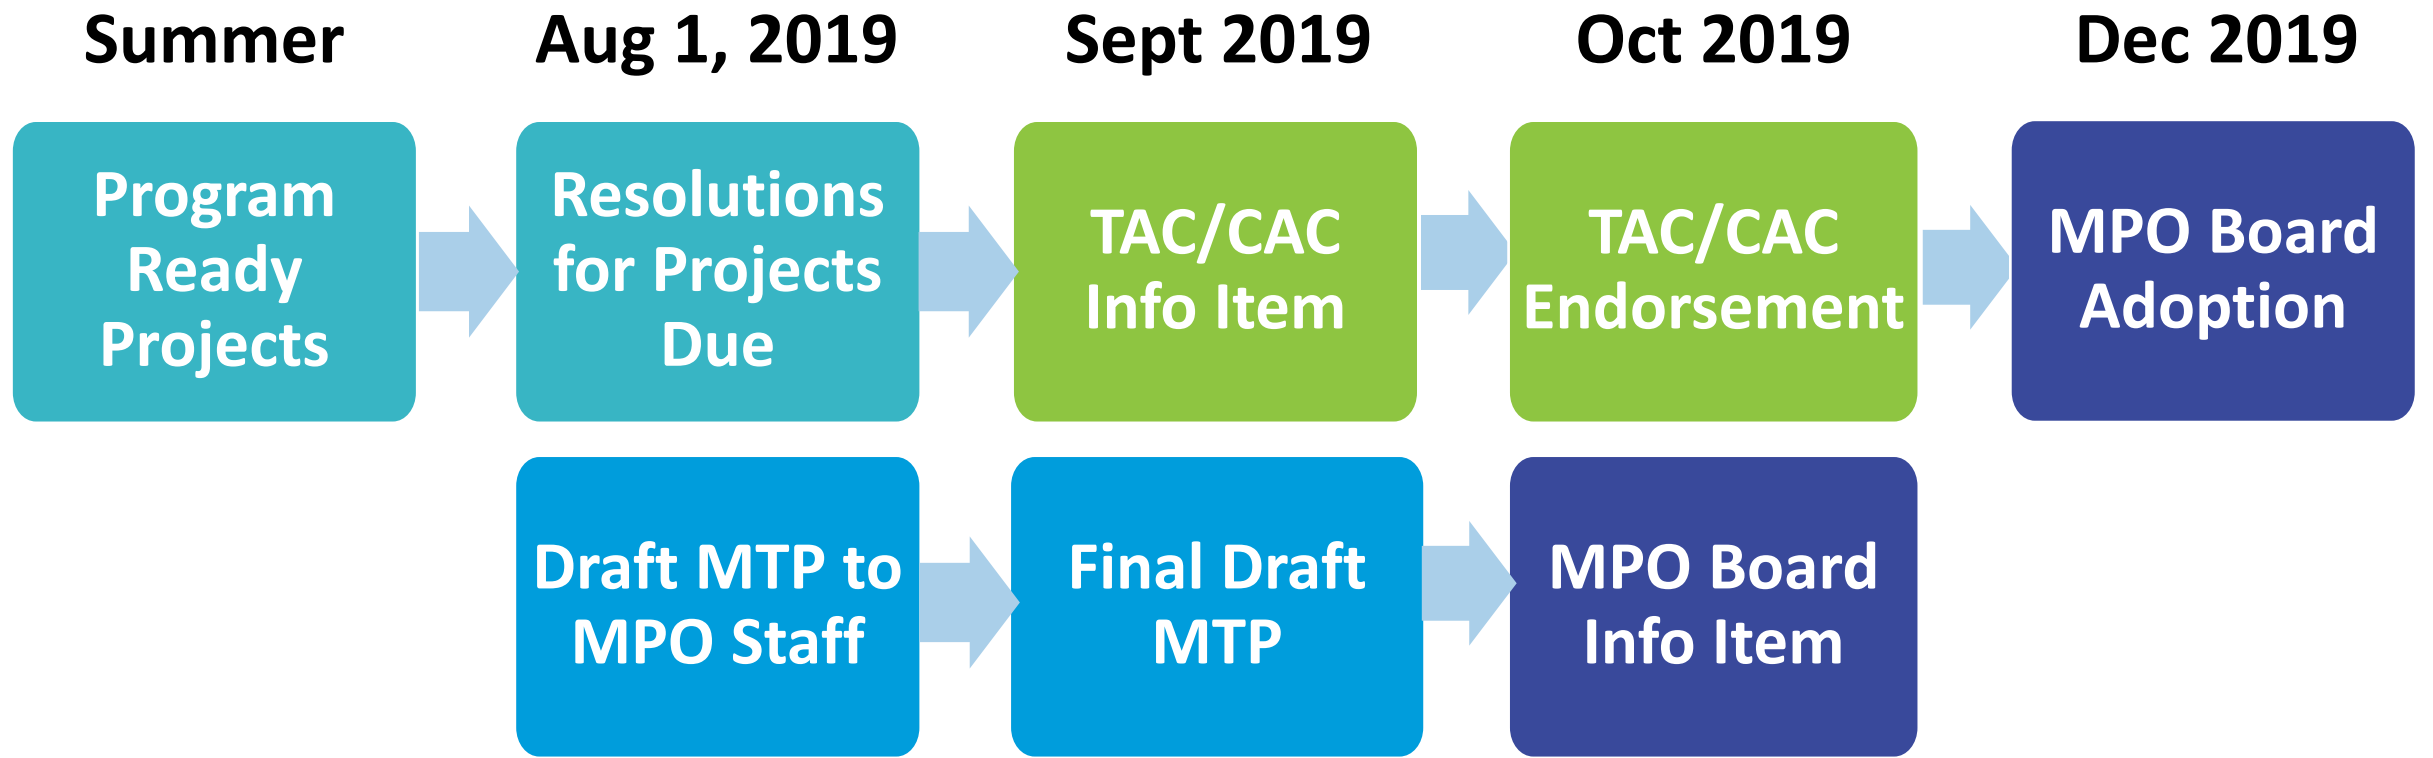 Summer
Aug 1, 2019
Sept 2019
Oct 2019
Dec 2019
Program
Ready
Projects
Resolutions
for Projects
Due
TAC/CAC
Info Item
TAC/CAC
Endorsement
MPO Board
Adoption
Draft MTP to
MPO Staff
Final Draft
MTP
MPO Board
Info Item